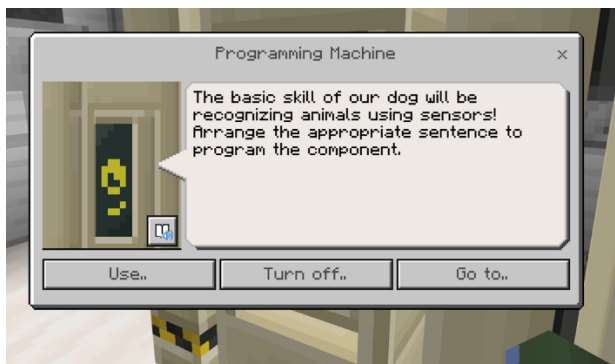 Programming Machine
x
The basic skill of our dog will be
recognizing animals using sensors!
Arrange the appropriate sentence to
program the component.
Use..
Turn off..
Go to..